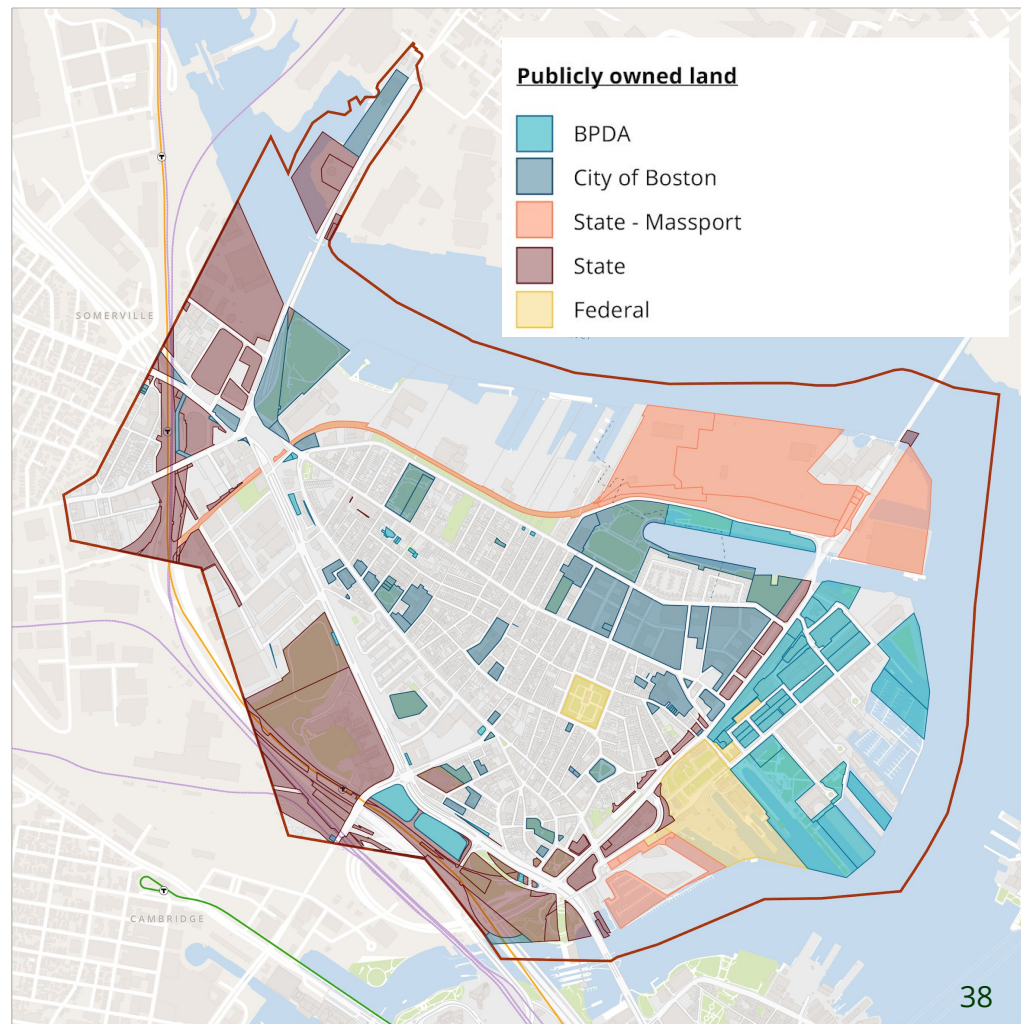 Publicly owned land
BPDA
City of Boston
State - Massport
State
Federal
SOMERVILLE
T
T
T
T
CAMBRIDGE
38